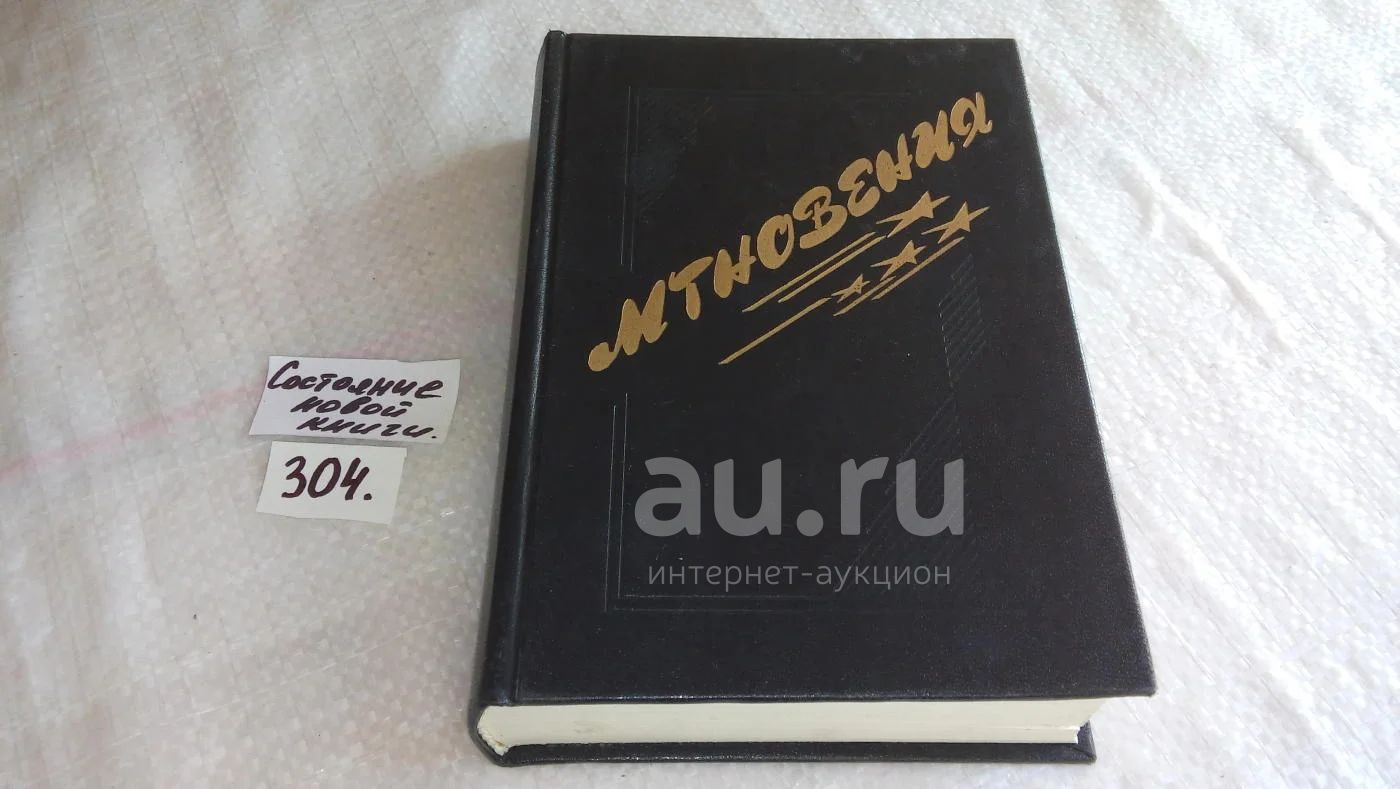 МГНОВЕНИЯ
Состояние
новой
книги.
304.
au.ru
интернет-аукцион